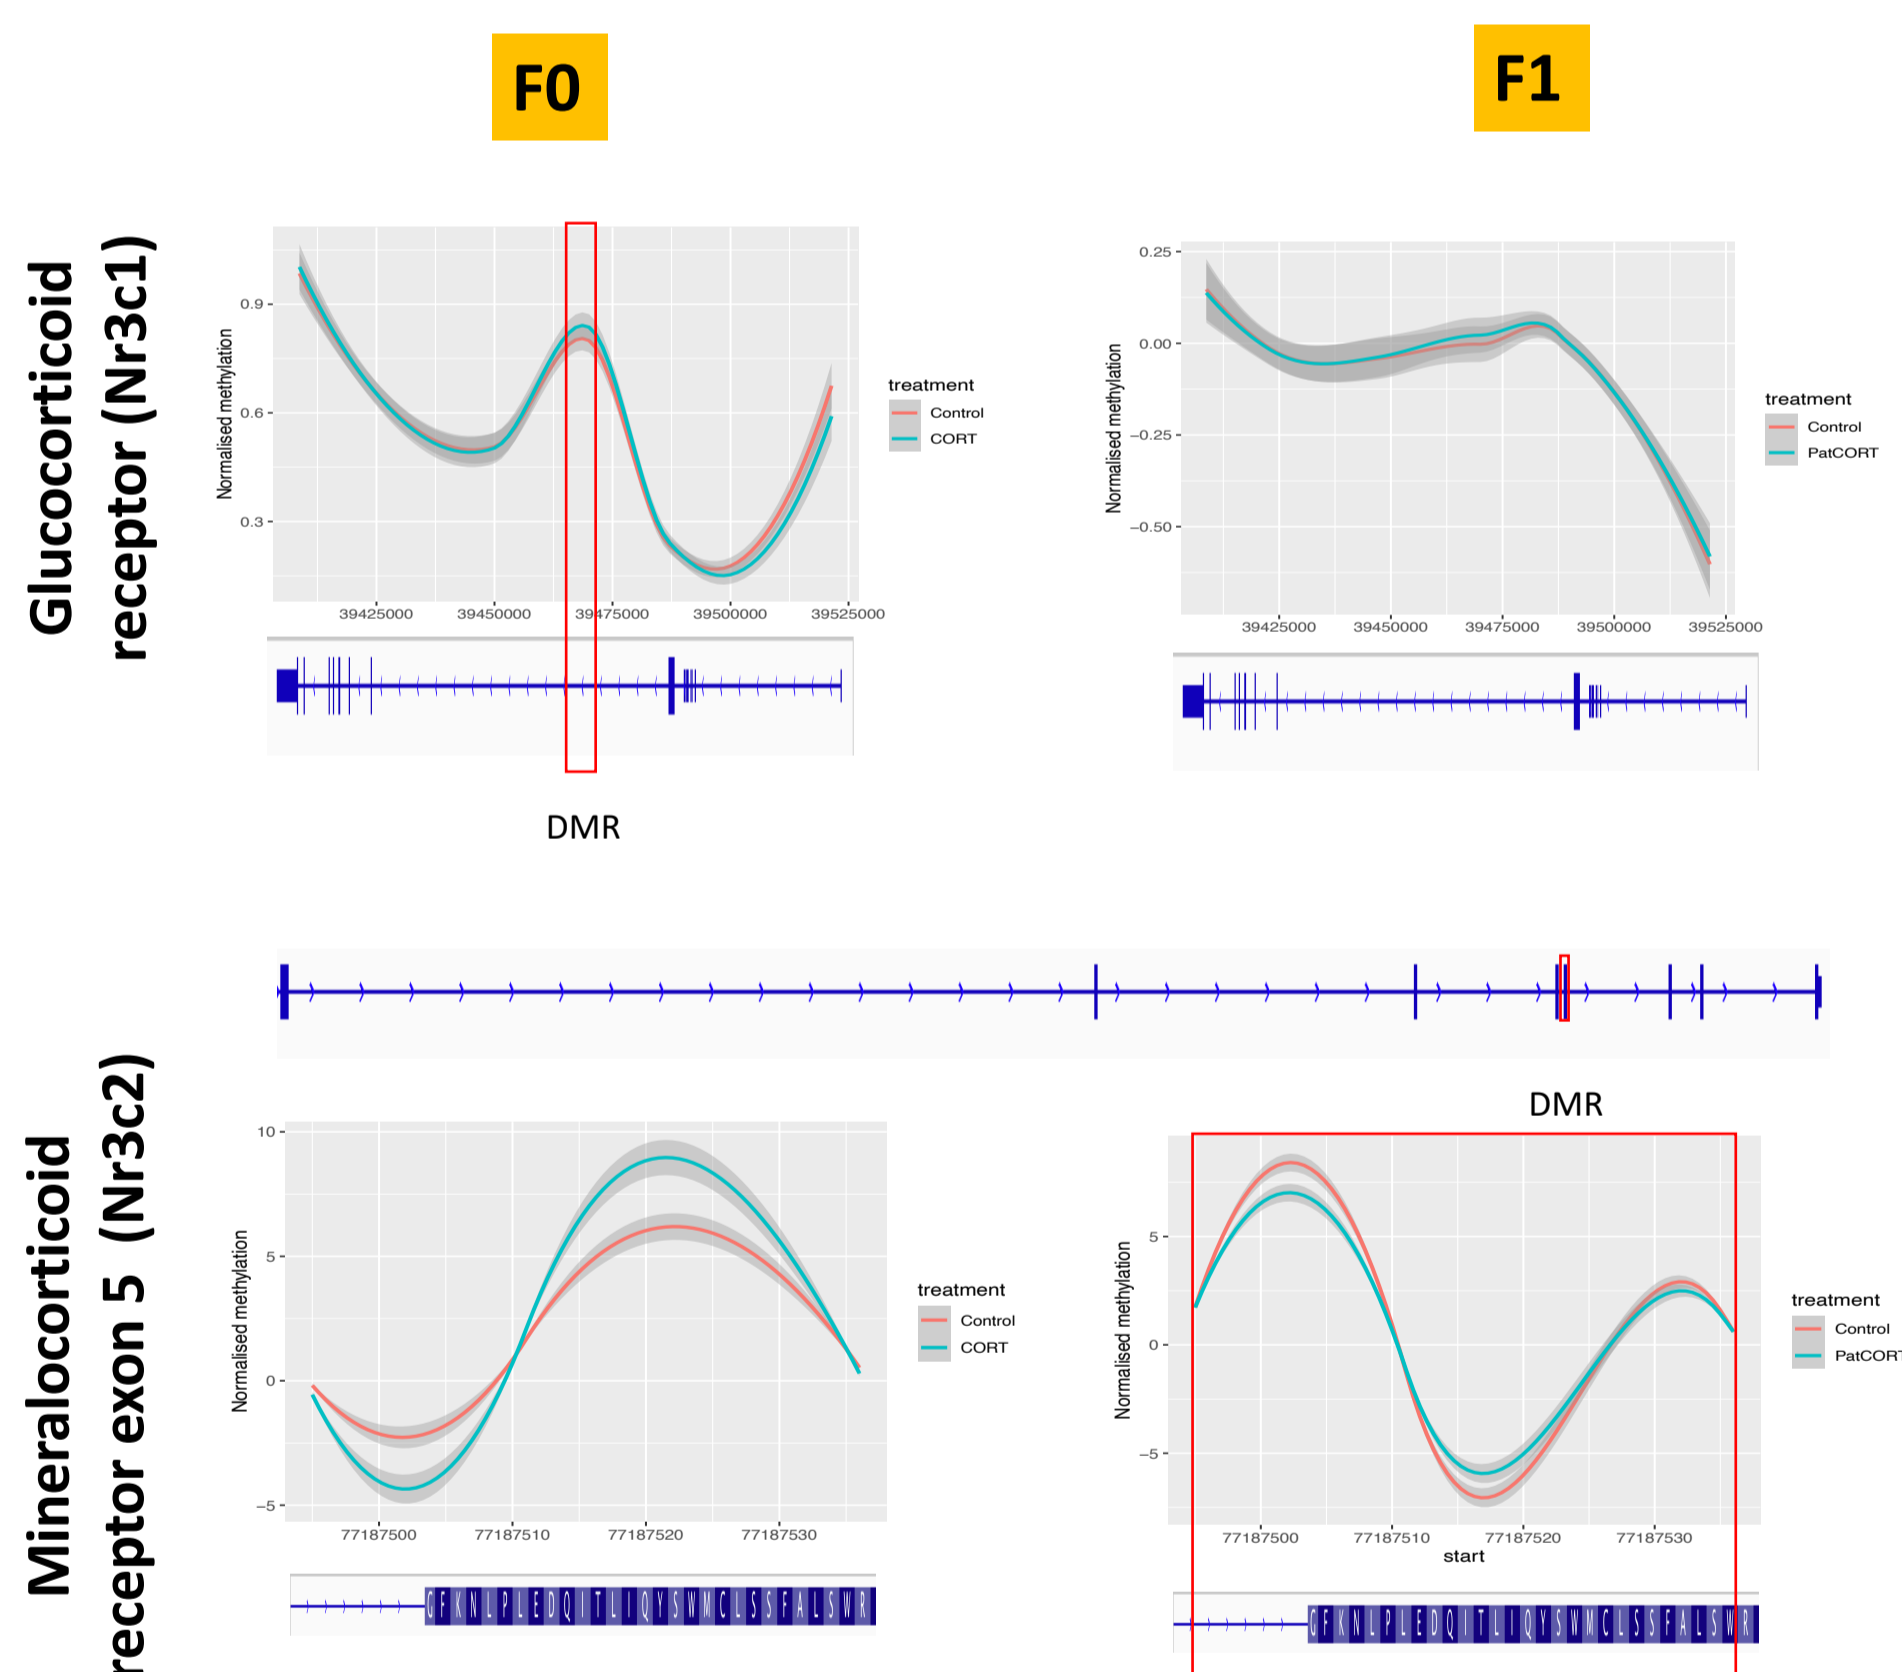 F0
F1
Glucocorticoid
receptor (Nr3c1)
Normalised methylation
0.9
0.6
0.3
39425000 39450000 39475000 39500000 39525000
treatment
Control
CORT
DMR
Normalised methylation
0.25
0.00
−0.25
−0.50
39425000 39450000 39475000 39500000 39525000
treatment
Control
PatCORT
Mineralocorticoid
receptor exon 5 (Nr3c2)
Normalised methylation
10
5
0
−5
77187500 77187510 77187520 77187530
treatment
Control
CORT
G F K N L P L E D Q I T L I Q Y S W M C L S S F A L S W R
DMR
Normalised methylation
5
0
−5
77187500 77187510 77187520 77187530
start
treatment
Control
PatCORT
G F K N L P L E D Q I T L I Q Y S W M C L S S F A L S W R